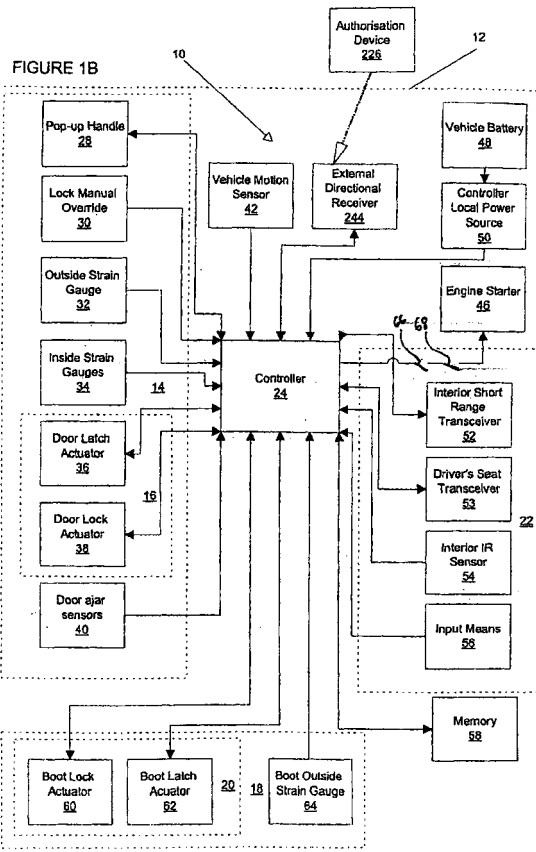 Authorisation
Device
226
12
FIGURE 1B
10
Pop-up Handle
28
Vehicle Battery
48
Lock Manual
Override
30
Vehicle Motion
Sensor
42
External
Directional
Receiver
244
Controller
Local Power
Source
50
Outside Strain
Gauge
32
Engine Starter
46
66
68
Inside Strain
Gauges
34
14
Controller
24
Interior Short
Range
Transceiver
52
Door Latch
Actuator
36
16
Driver's Seat
Transceiver
53
22
Door Lock
Actuator
38
Interior IR
Sensor
54
Door ajar
sensors
40
Input Means
56
Memory
58
Boot Lock
Actuator
60
Boot Latch
Actuator
62
20
18
Boot Outside
Strain Gauge
64